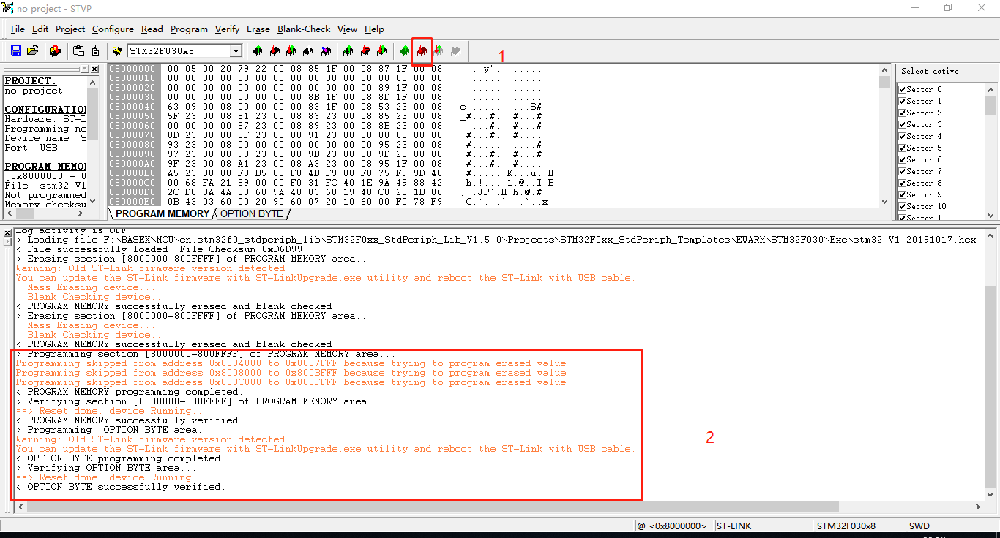 no project - STVP
File Edit Project Configure Read Program Verify Erase Blank-Check View Help
STM32F030x8
1
PROJECT:
no project
CONFIGURATIO
Hardware: ST-L
Programming mo
Device name: S
Port: USB
PROGRAM MEMORY
[0x8000000 - 0
File: stm32-V1
Not programmed
Memory checksu
08000000 00 05 00 20 79 22 00 08 85 1F 00 08 87 1F 00 08 ... y"..........
08000010 00 00 00 00 00 00 00 00 00 00 00 00 00 00 00 00 ................
08000020 00 00 00 00 00 00 00 00 00 00 00 00 89 1F 00 08 ................
08000030 00 00 00 00 00 00 00 00 8B 1F 00 08 8D 1F 00 08 ................
08000040 63 09 00 08 00 00 00 00 83 1F 00 08 53 23 00 08 c...........S#..
08000050 5F 23 00 08 81 23 00 08 83 23 00 08 85 23 00 08 _#...#...#...#..
08000060 00 00 00 00 87 23 00 08 89 23 00 08 8B 23 00 08 .....#...#...#..
08000070 8D 23 00 08 8F 23 00 08 91 23 00 08 00 00 00 00 .#...#...#......
08000080 93 23 00 08 00 00 00 00 00 00 00 00 95 23 00 08 .#...........#..
08000090 97 23 00 08 99 23 00 08 9B 23 00 08 9D 23 00 08 .#...#...#...#..
080000A0 9F 23 00 08 A1 23 00 08 A3 23 00 08 95 1F 00 08 .#...#...#......
080000B0 A5 23 00 08 F8 B5 00 F0 4B F9 00 F0 75 F9 9D 48 .#......K...u..H
080000C0 00 68 FA 21 89 00 00 F0 31 FC 40 1E 9A 49 88 42 .h.!....1.@..I.B
080000D0 2C D8 9A 4A 50 60 9A 48 03 68 19 40 C0 23 1B 06 ,..JP`.H.h.@.#..
080000E0 0B 43 03 60 00 20 90 60 07 20 10 60 00 F0 78 F9 .C.`. .`. .`..x.
PROGRAM MEMORY OPTION BYTE
Select active
Sector 0
Sector 1
Sector 2
Sector 3
Sector 4
Sector 5
Sector 6
Sector 7
Sector 8
Sector 9
Sector 10
Sector 11
Log activity is OFF
> Loading file F:\BASEX\MCU\en.stm32f0_stdperiph_lib\STM32F0xx_StdPeriph_Lib_V1.5.0\Projects\STM32F0xx_StdPeriph_Templates\EWARM\STM32F030\Exe\stm32-V1-20191017.hex
< File successfully loaded. File Checksum 0xD6D99
> Erasing section [8000000-800FFFF] of PROGRAM MEMORY area...
Warning: Old ST-Link firmware version detected.
You can update the ST-Link firmware with ST-LinkUpgrade.exe utility and reboot the ST-Link with USB cable.
Mass Erasing device...
Blank Checking device...
< PROGRAM MEMORY successfully erased and blank checked.
> Erasing section [8000000-800FFFF] of PROGRAM MEMORY area...
Mass Erasing device...
Blank Checking device...
< PROGRAM MEMORY successfully erased and blank checked.
> Programming section [8000000-800FFFF] of PROGRAM MEMORY area...
Programming skipped from address 0x8004000 to 0x8007FFF because trying to program erased value
Programming skipped from address 0x8008000 to 0x800BFFF because trying to program erased value
Programming skipped from address 0x800C000 to 0x800FFFF because trying to program erased value
< PROGRAM MEMORY programming completed.
> Verifying section [8000000-800FFFF] of PROGRAM MEMORY area...
==> Reset done, device Running...
< PROGRAM MEMORY successfully verified.
> Programming  OPTION BYTE area...
Warning: Old ST-Link firmware version detected.
You can update the ST-Link firmware with ST-LinkUpgrade.exe utility and reboot the ST-Link with USB cable.
< OPTION BYTE programming completed.
> Verifying OPTION BYTE area...
==> Reset done, device Running...
< OPTION BYTE successfully verified.
2
@ <0x8000000> ST-LINK STM32F030x8 SWD